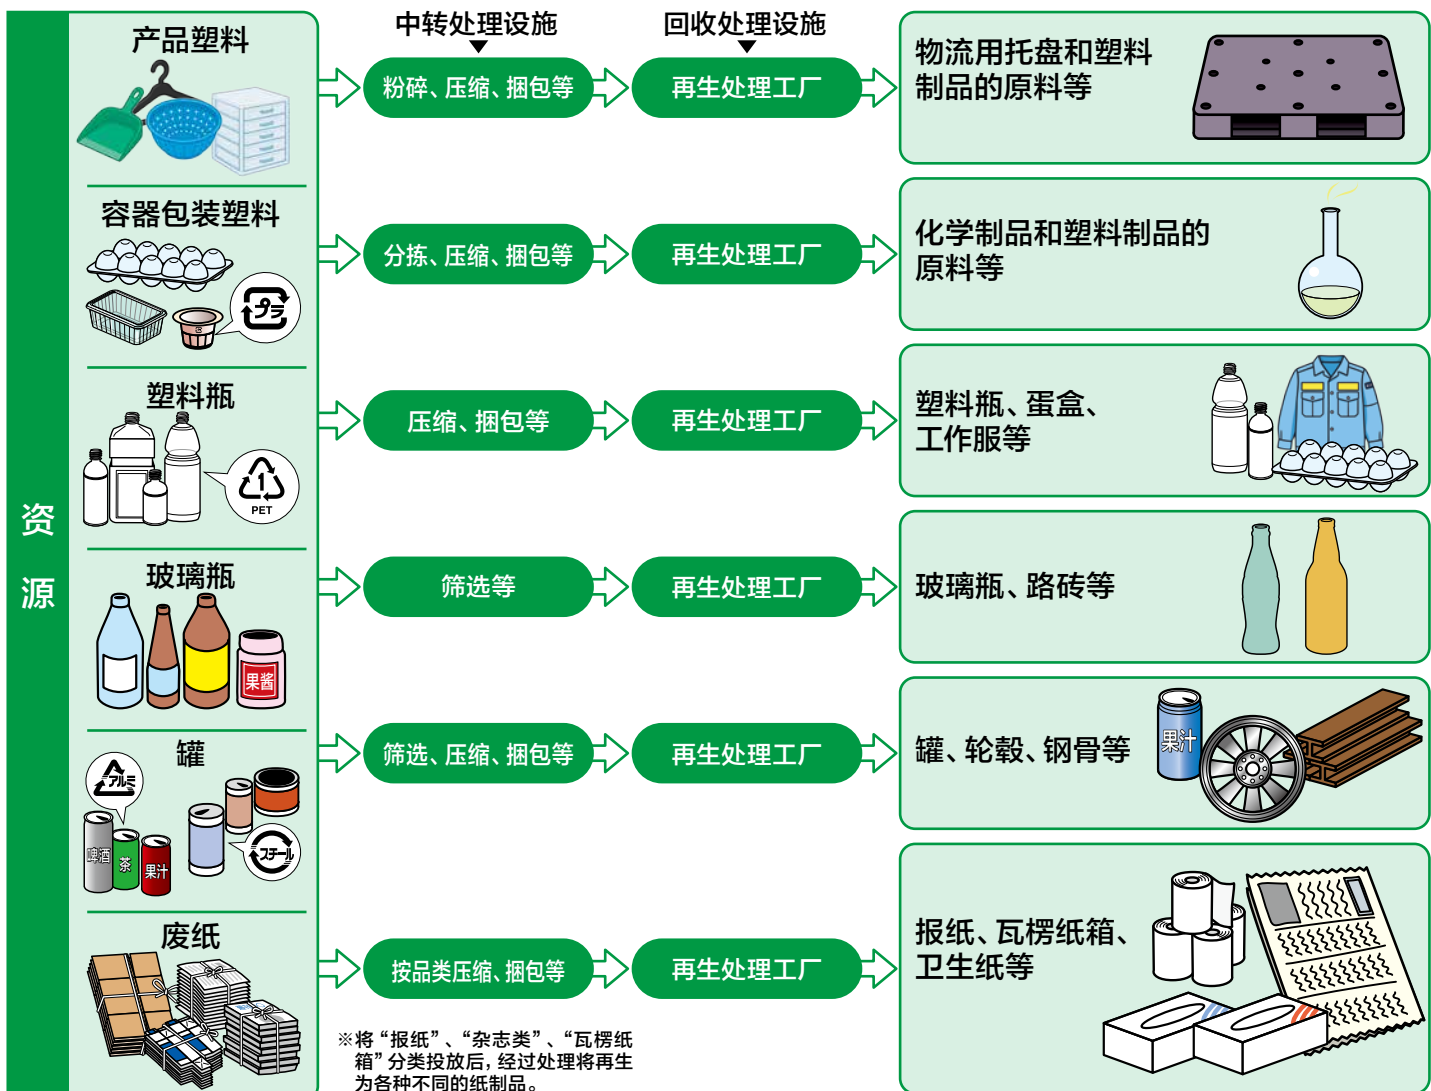 资源
中转处理设施
回收处理设施
产品塑料
粉碎、压缩、捆包等
再生处理工厂
物流用托盘和塑料
制品的原料等
容器包装塑料
プラ
分拣、压缩、捆包等
再生处理工厂
化学制品和塑料制品的
原料等
塑料瓶
1
PET
压缩、捆包等
再生处理工厂
塑料瓶、蛋盒、
工作服等
玻璃瓶
果酱
筛选等
再生处理工厂
玻璃瓶、路砖等
罐
アルミ
啤酒
茶
果汁
スチール
筛选、压缩、捆包等
再生处理工厂
罐、轮毂、钢骨等
果汁
废纸
按品类压缩、捆包等
再生处理工厂
报纸、瓦楞纸箱、
卫生纸等
※将“报纸”、“杂志类”、“瓦楞纸
箱”分类投放后,经过处理将再生
为各种不同的纸制品。